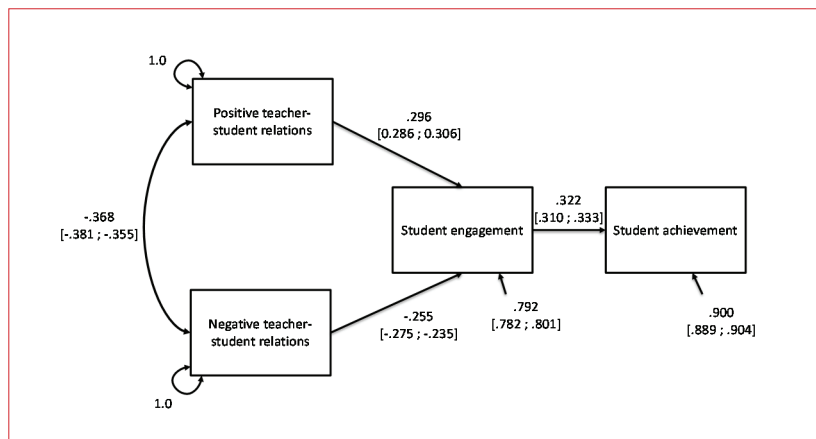 1.0
Positive teacher-
student relations
.296
[0.286 ; 0.306]
-.368
[-.381 ; -.355]
Student engagement
.322
[.310 ; .333]
Student achievement
Negative teacher-
student relations
-.255
[-.275 ; -.235]
.792
[.782 ; .801]
.900
[.889 ; .904]
1.0